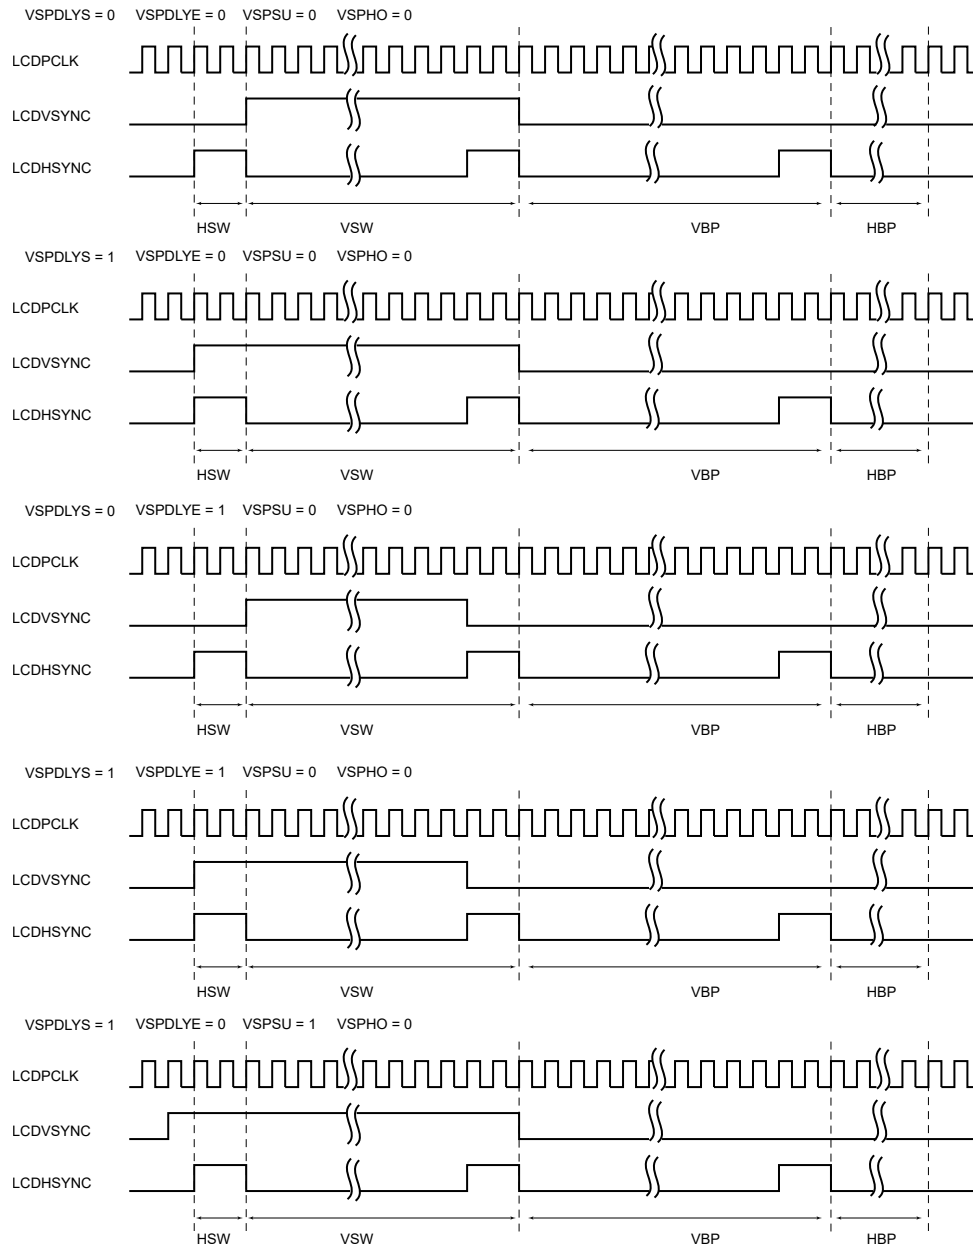 VSPDLYS = 0 VSPDLYE = 0 VSPSU = 0 VSPHO = 0
LCDPCLK
LCDVSYNC
LCDHSYNC
HSW VSW VBP HBP
VSPDLYS = 1 VSPDLYE = 0 VSPSU = 0 VSPHO = 0
LCDPCLK
LCDVSYNC
LCDHSYNC
HSW VSW VBP HBP
VSPDLYS = 0 VSPDLYE = 1 VSPSU = 0 VSPHO = 0
LCDPCLK
LCDVSYNC
LCDHSYNC
HSW VSW VBP HBP
VSPDLYS = 1 VSPDLYE = 1 VSPSU = 0 VSPHO = 0
LCDPCLK
LCDVSYNC
LCDHSYNC
HSW VSW VBP HBP
VSPDLYS = 1 VSPDLYE = 0 VSPSU = 1 VSPHO = 0
LCDPCLK
LCDVSYNC
LCDHSYNC
HSW VSW VBP HBP